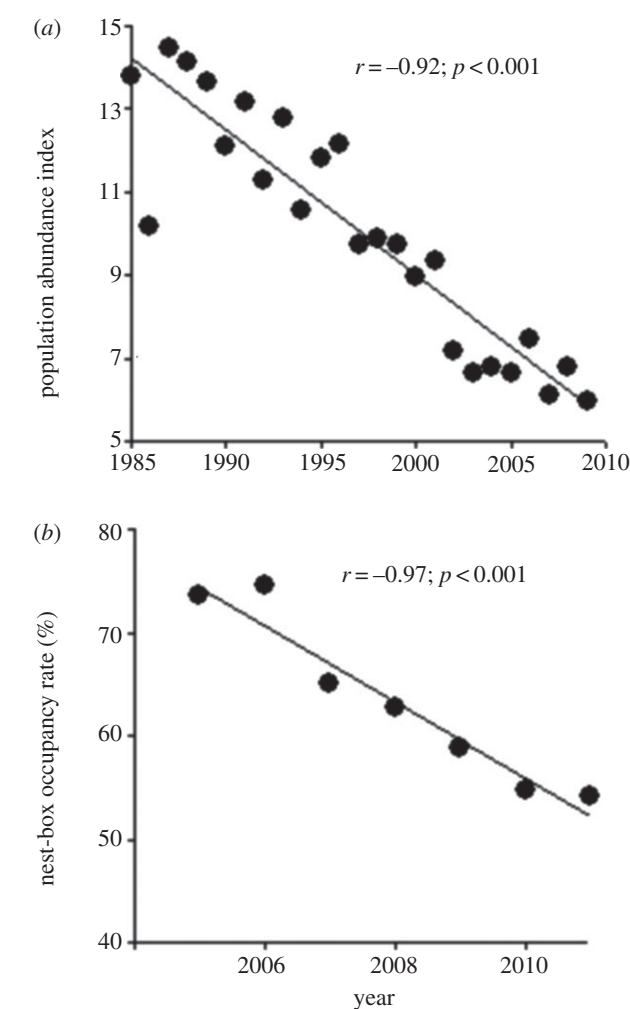 (a)
15
r = –0.92; p < 0.001
13
11
9
7
5
population abundance index
1985 1990 1995 2000 2005 2010
(b)
80
r = –0.97; p < 0.001
70
60
50
40
nest-box occupancy rate (%)
2006 2008 2010
year